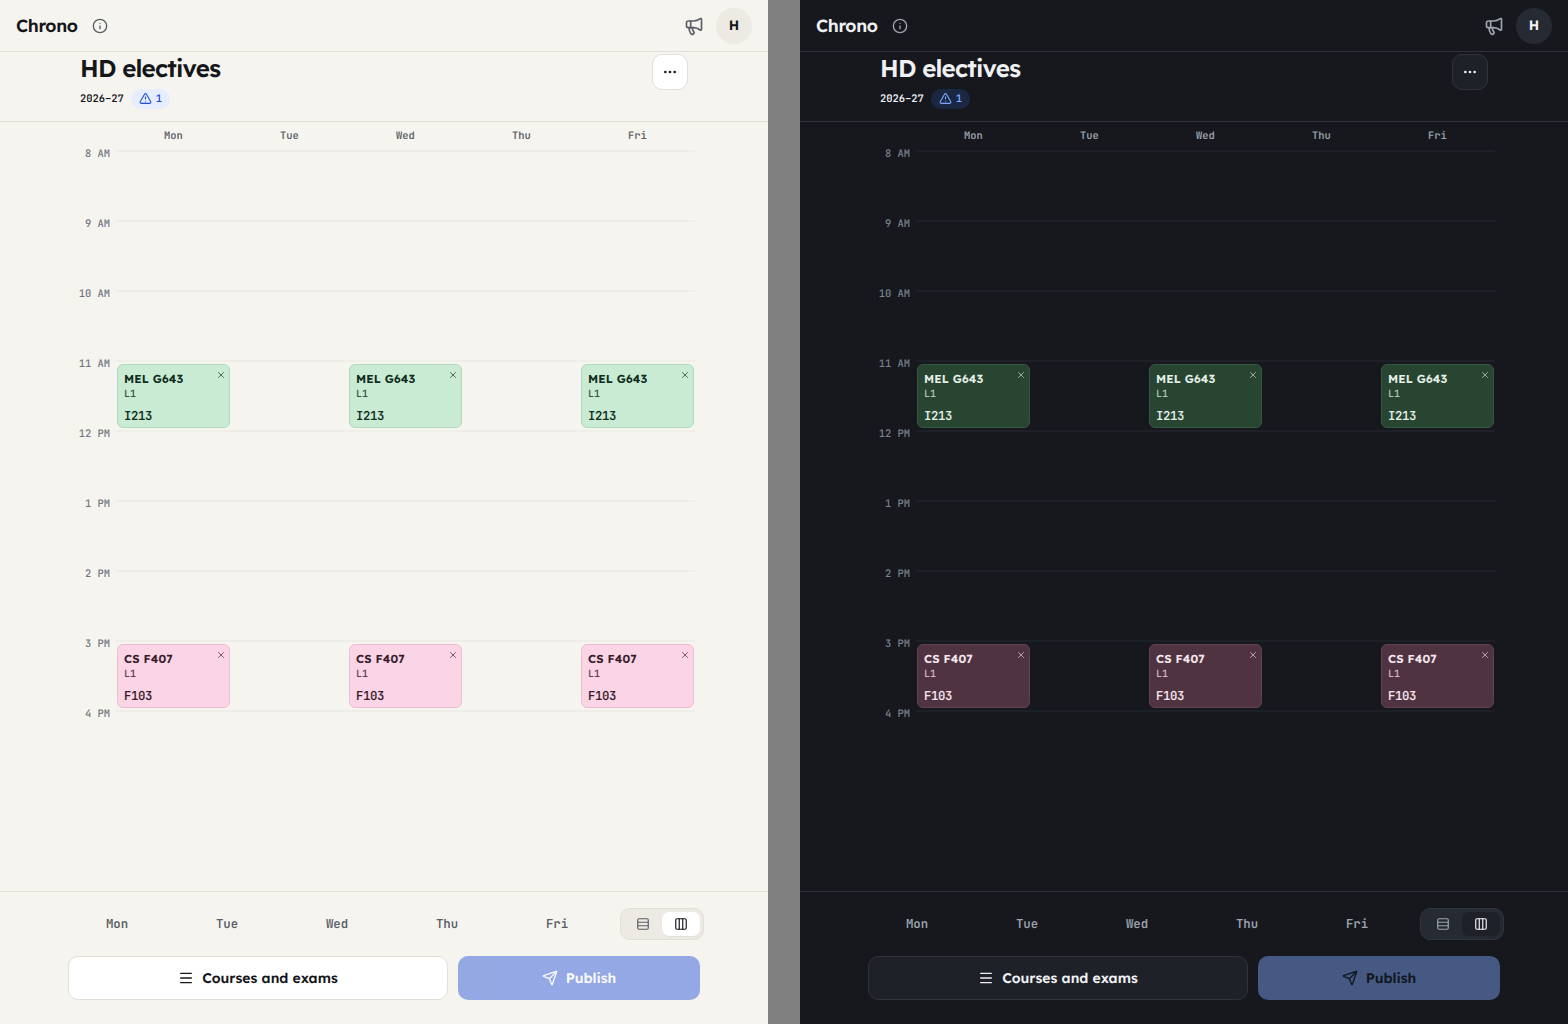 Chrono
H
HD electives
2026-27 1
Mon Tue Wed Thu Fri
8 AM
9 AM
10 AM
11 AM
MEL G643 MEL G643 MEL G643
L1 L1 L1
I213 I213 I213
12 PM
1 PM
2 PM
3 PM
CS F407 CS F407 CS F407
L1 L1 L1
F103 F103 F103
4 PM
Mon Tue Wed Thu Fri
Courses and exams Publish
Chrono
H
HD electives
2026-27 1
Mon Tue Wed Thu Fri
8 AM
9 AM
10 AM
11 AM
MEL G643 MEL G643 MEL G643
L1 L1 L1
I213 I213 I213
12 PM
1 PM
2 PM
3 PM
CS F407 CS F407 CS F407
L1 L1 L1
F103 F103 F103
4 PM
Mon Tue Wed Thu Fri
Courses and exams Publish